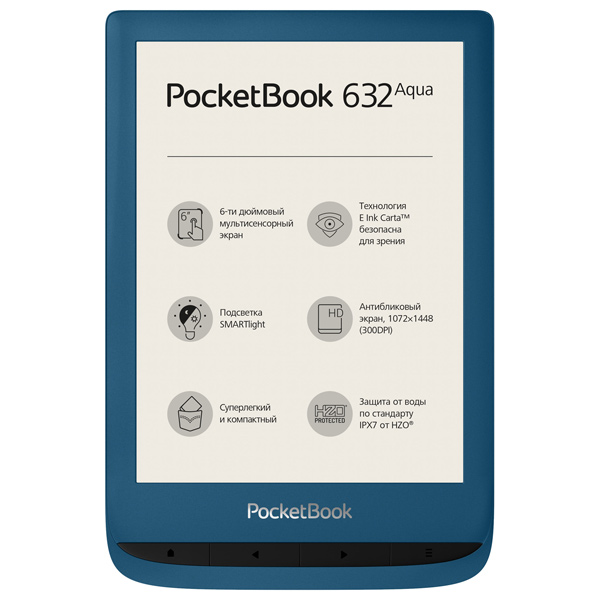 PocketBook 632 Aqua
6"
6-ти дюймовый
мультисенсорный
экран
Технология
E Ink Carta™
безопасна
для зрения
Подсветка
SMARTlight
HD
Антибликовый
экран, 1072×1448
(300DPI)
Суперлегкий
и компактный
HZO®
PROTECTED
Защита от воды
по стандарту
IPX7 от HZO®
PocketBook